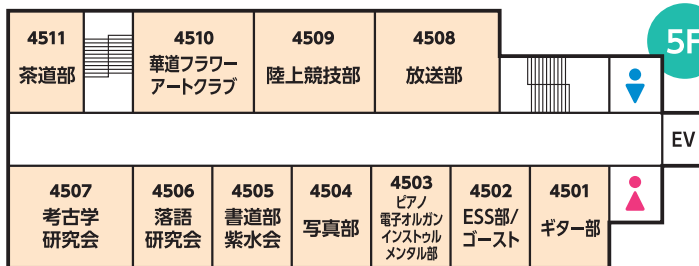 5F
4511
茶道部
4510
華道フラワー
アートクラブ
4509
陸上競技部
4508
放送部
EV
4507
考古学
研究会
4506
落語
研究会
4505
書道部
紫水会
4504
写真部
4503
ピアノ
電子オルガン
インストゥル
メンタル部
4502
ESS部/
ゴースト
4501
ギター部